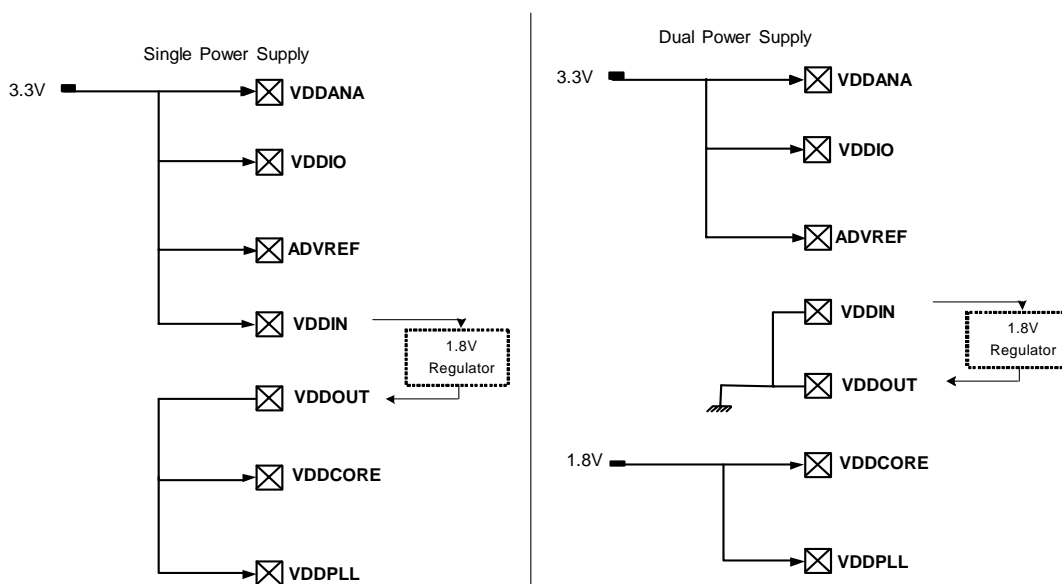 Single Power Supply
3.3V
VDDANA
VDDIO
ADVREF
VDDIN
1.8V
Regulator
VDDOUT
VDDCORE
VDDPLL
Dual Power Supply
3.3V
VDDANA
VDDIO
ADVREF
VDDIN
1.8V
Regulator
VDDOUT
1.8V
VDDCORE
VDDPLL